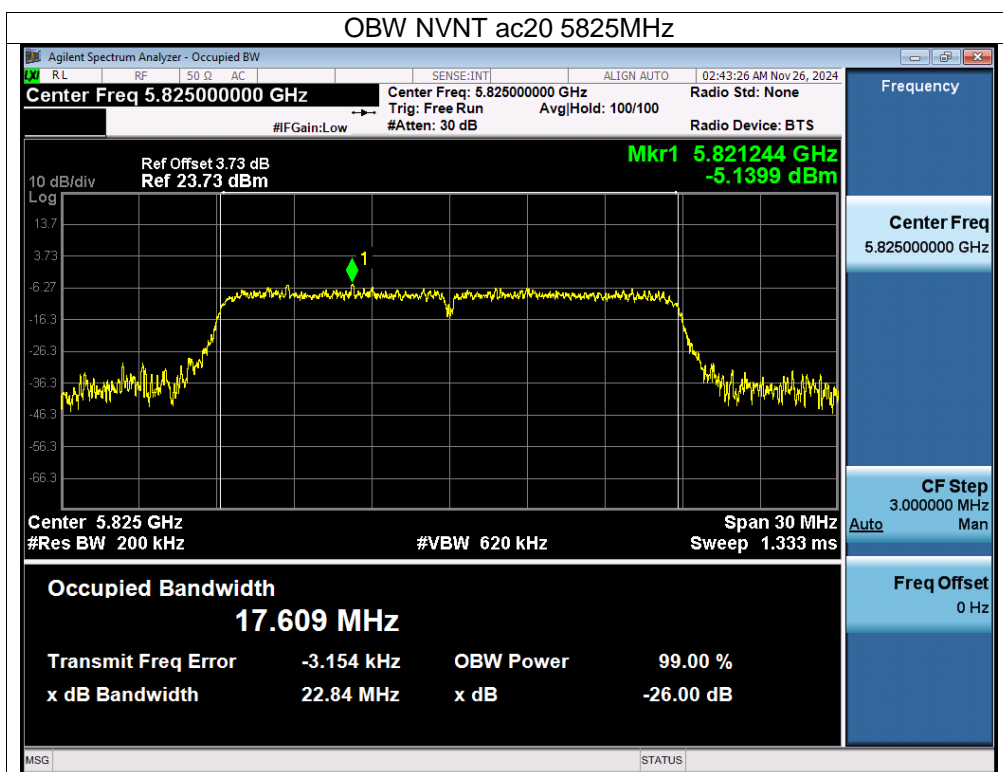 OBW NVNT ac20 5825MHz
Agilent Spectrum Analyzer - Occupied BW
LXI RL RF 50 Ω AC SENSE:INT ALIGN AUTO 02:43:26 AM Nov 26, 2024
Center Freq 5.825000000 GHz
#IFGain:Low
Center Freq: 5.825000000 GHz
Trig: Free Run Avg|Hold: 100/100
#Atten: 30 dB
Radio Std: None
Radio Device: BTS
Ref Offset 3.73 dB
10 dB/div Ref 23.73 dBm
Log
Mkr1 5.821244 GHz
-5.1399 dBm
13.7
3.73
-6.27
-16.3
-26.3
-36.3
-46.3
-56.3
-66.3
1
Center 5.825 GHz Span 30 MHz
#Res BW 200 kHz #VBW 620 kHz Sweep 1.333 ms
Occupied Bandwidth
17.609 MHz
Transmit Freq Error -3.154 kHz OBW Power 99.00 %
x dB Bandwidth 22.84 MHz x dB -26.00 dB
MSG STATUS
Frequency
Center Freq
5.825000000 GHz
CF Step
3.000000 MHz
Auto Man
Freq Offset
0 Hz